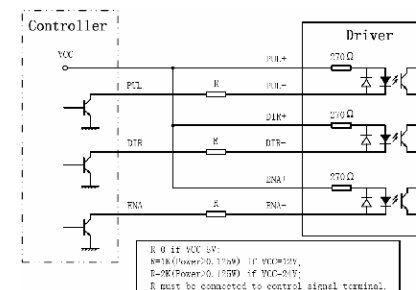 Controller
Driver
VCC
PUL+
270Ω
PUL
R
PUL-
DIR+
270Ω
DIR
R
DIR-
ENA+
270Ω
ENA
R
ENA-
R=0 if VCC=5V;
R=1K(Power>0.125W) if VCC=12V;
R=2K(Power>0.125W) if VCC=24V;
R must be connected to control signal terminal.